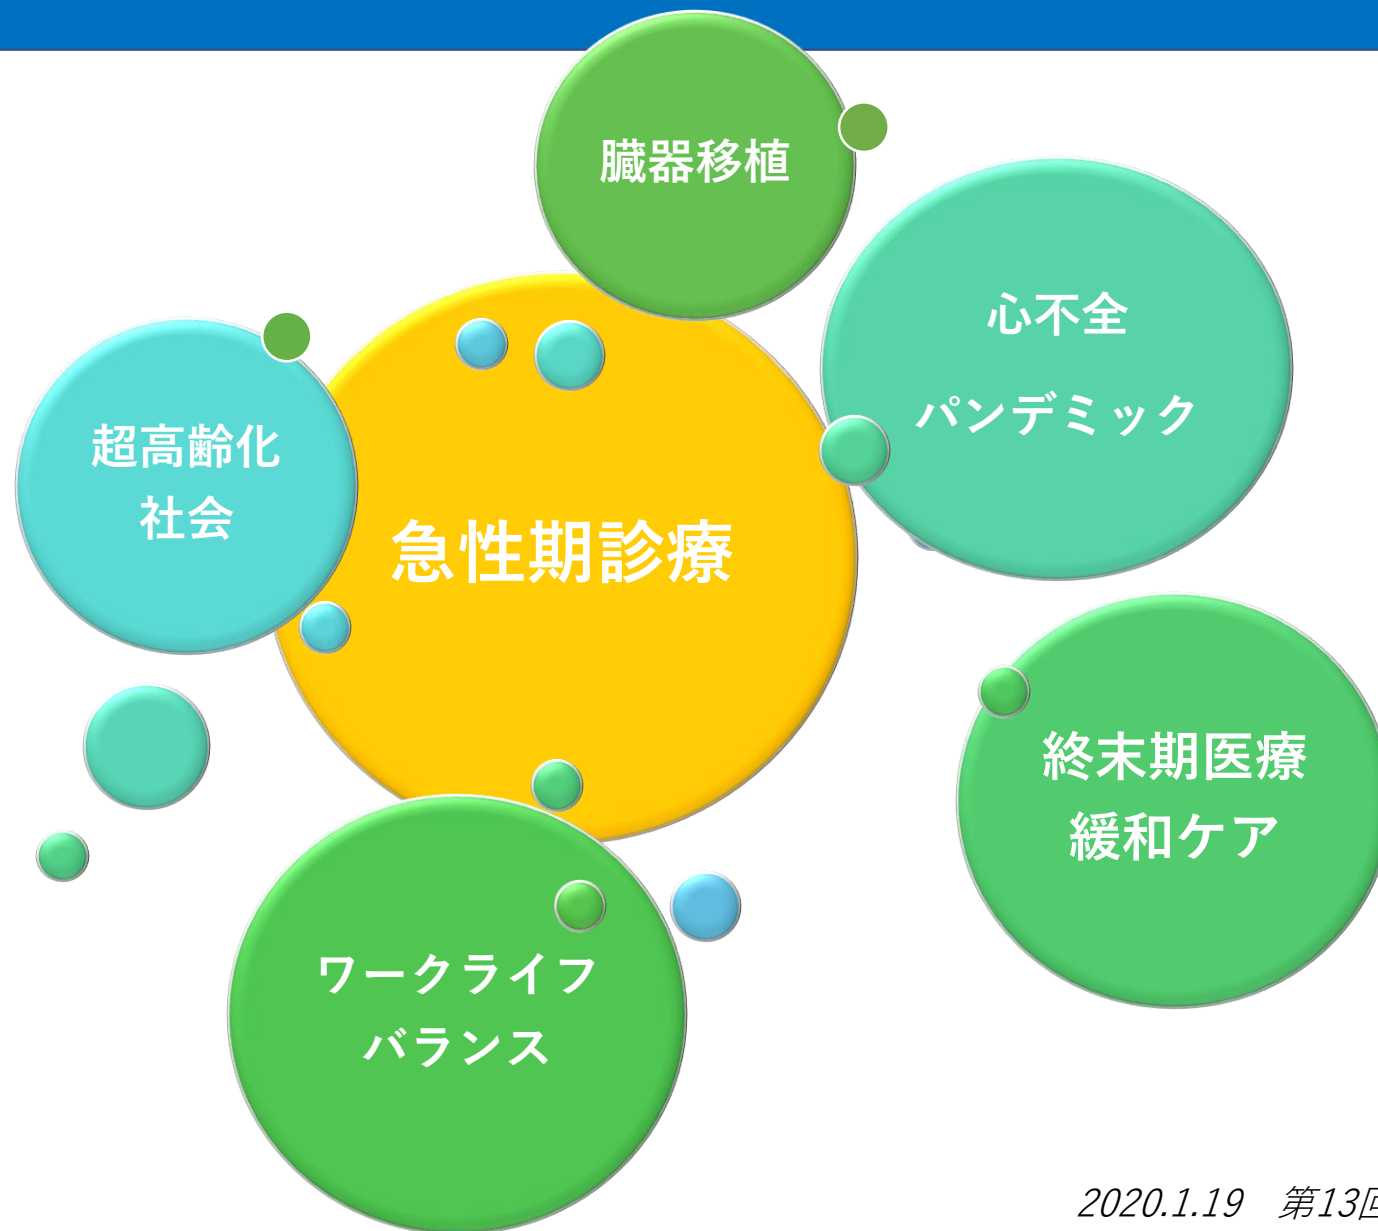 臓器移植
心不全
パンデミック
超高齢化
社会
急性期診療
終末期医療
緩和ケア
ワークライフ
バランス
2020.1.19　第13回